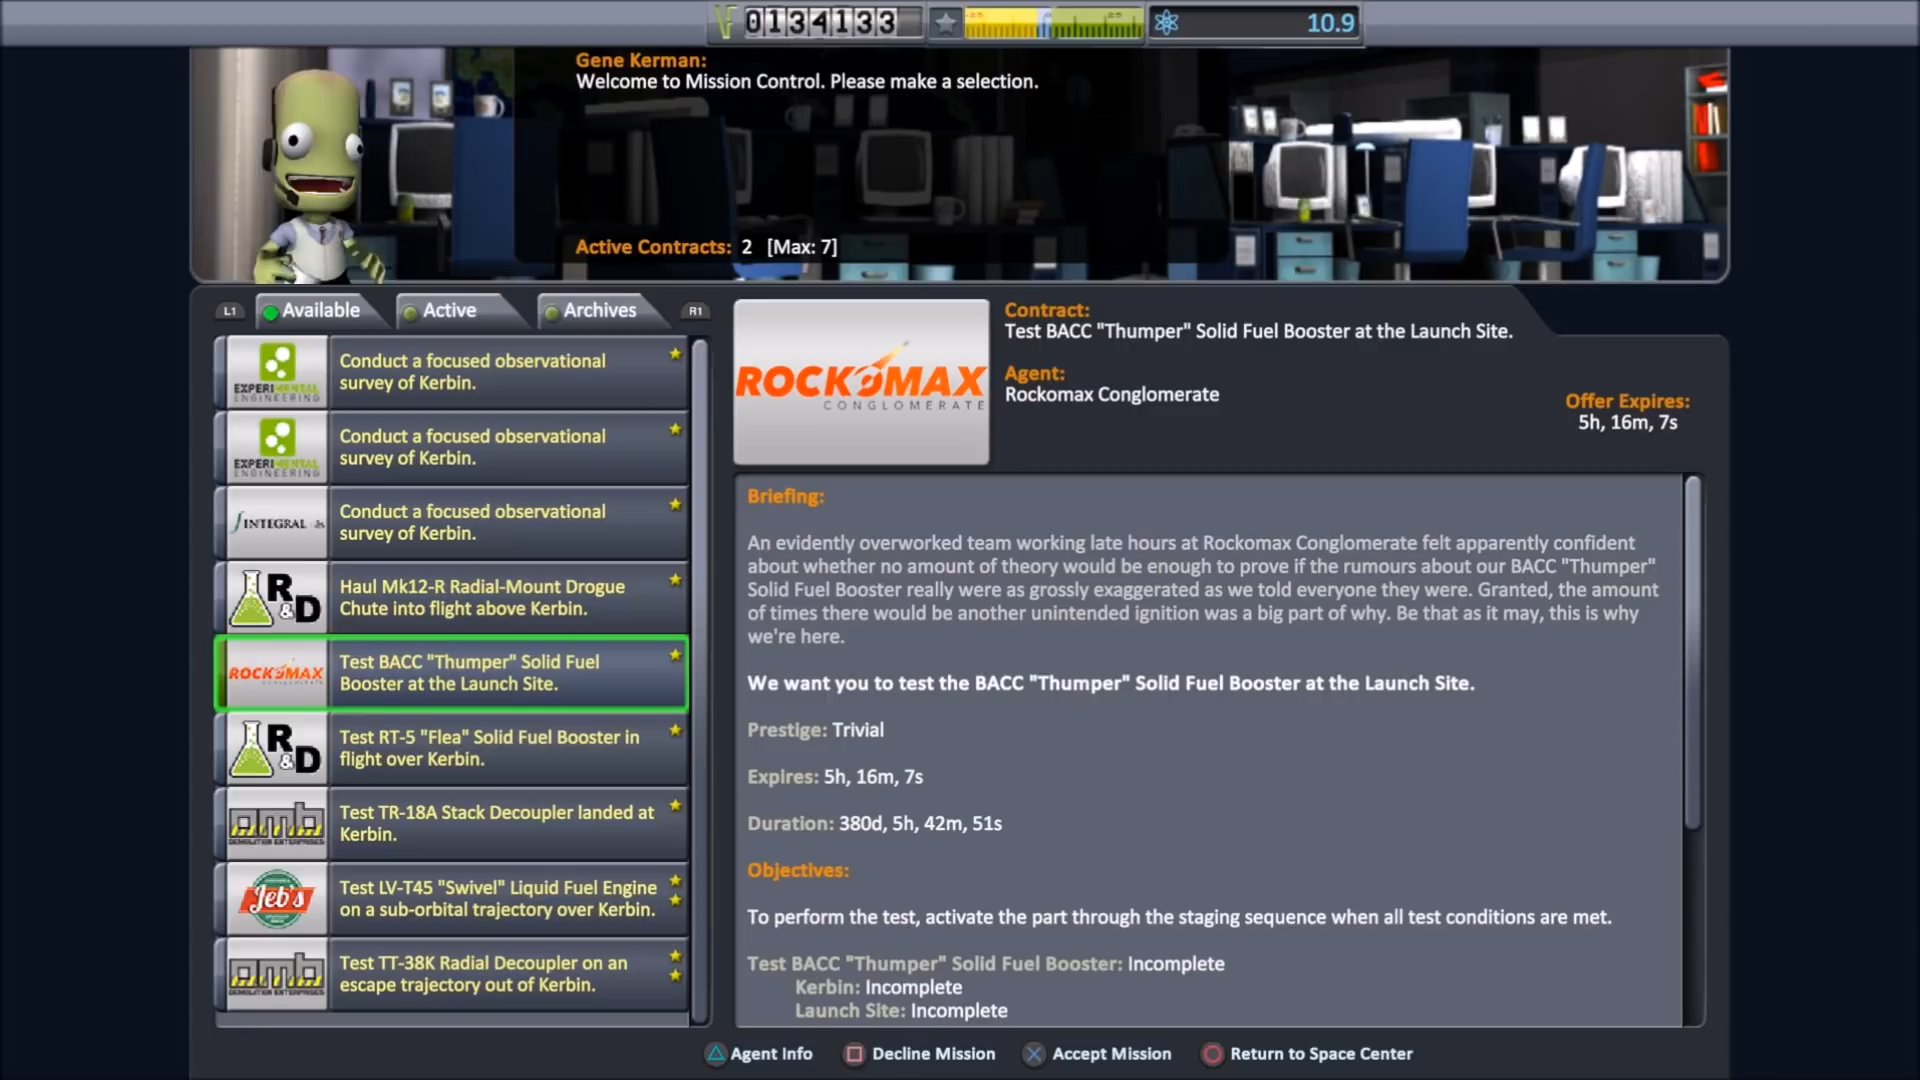 0134133
-25
25
10.9
Gene Kerman:
Welcome to Mission Control. Please make a selection.
Active Contracts: 2 [Max: 7]
L1
Available
Active
Archives
R1
EXPERIMENTAL
ENGINEERING
Conduct a focused observational
survey of Kerbin.
EXPERIMENTAL
ENGINEERING
Conduct a focused observational
survey of Kerbin.
INTEGRAL
Conduct a focused observational
survey of Kerbin.
R&D
Haul Mk12-R Radial-Mount Drogue
Chute into flight above Kerbin.
ROCKOMAX
Test BACC "Thumper" Solid Fuel
Booster at the Launch Site.
R&D
Test RT-5 "Flea" Solid Fuel Booster in
flight over Kerbin.
amb
DEMOLITION ENTERPRISES
Test TR-18A Stack Decoupler landed at
Kerbin.
Jeb's
Test LV-T45 "Swivel" Liquid Fuel Engine
on a sub-orbital trajectory over Kerbin.
amb
DEMOLITION ENTERPRISES
Test TT-38K Radial Decoupler on an
escape trajectory out of Kerbin.
ROCKOMAX
CONGLOMERATE
Contract:
Test BACC "Thumper" Solid Fuel Booster at the Launch Site.
Agent:
Rockomax Conglomerate
Offer Expires:
5h, 16m, 7s
Briefing:
An evidently overworked team working late hours at Rockomax Conglomerate felt apparently confident
about whether no amount of theory would be enough to prove if the rumours about our BACC "Thumper"
Solid Fuel Booster really were as grossly exaggerated as we told everyone they were. Granted, the amount
of times there would be another unintended ignition was a big part of why. Be that as it may, this is why
we're here.
We want you to test the BACC "Thumper" Solid Fuel Booster at the Launch Site.
Prestige: Trivial
Expires: 5h, 16m, 7s
Duration: 380d, 5h, 42m, 51s
Objectives:
To perform the test, activate the part through the staging sequence when all test conditions are met.
Test BACC "Thumper" Solid Fuel Booster: Incomplete
Kerbin: Incomplete
Launch Site: Incomplete
Agent Info
Decline Mission
Accept Mission
Return to Space Center